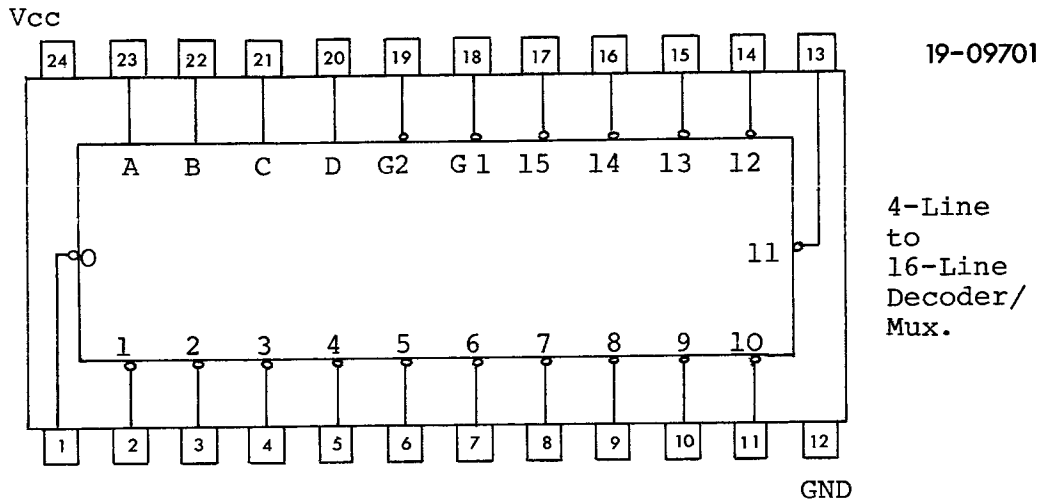 Vcc
24 23 22 21 20 19 18 17 16 15 14 13
19-09701
A B C D G2 G1 15 14 13 12
0
11
4-Line
to
16-Line
Decoder/
Mux.
1 2 3 4 5 6 7 8 9 10
1 2 3 4 5 6 7 8 9 10 11 12
GND